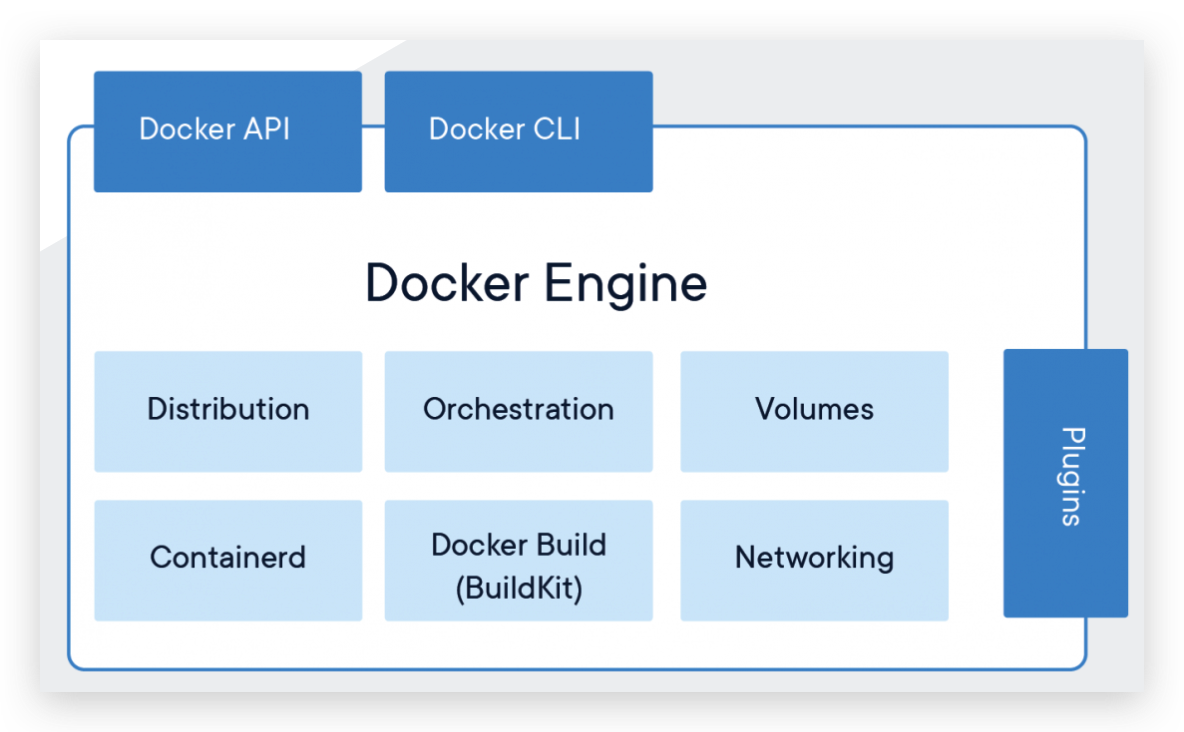 Docker API
Docker CLI
Docker Engine
Distribution
Orchestration
Volumes
Containerd
Docker Build
(BuildKit)
Networking
Plugins